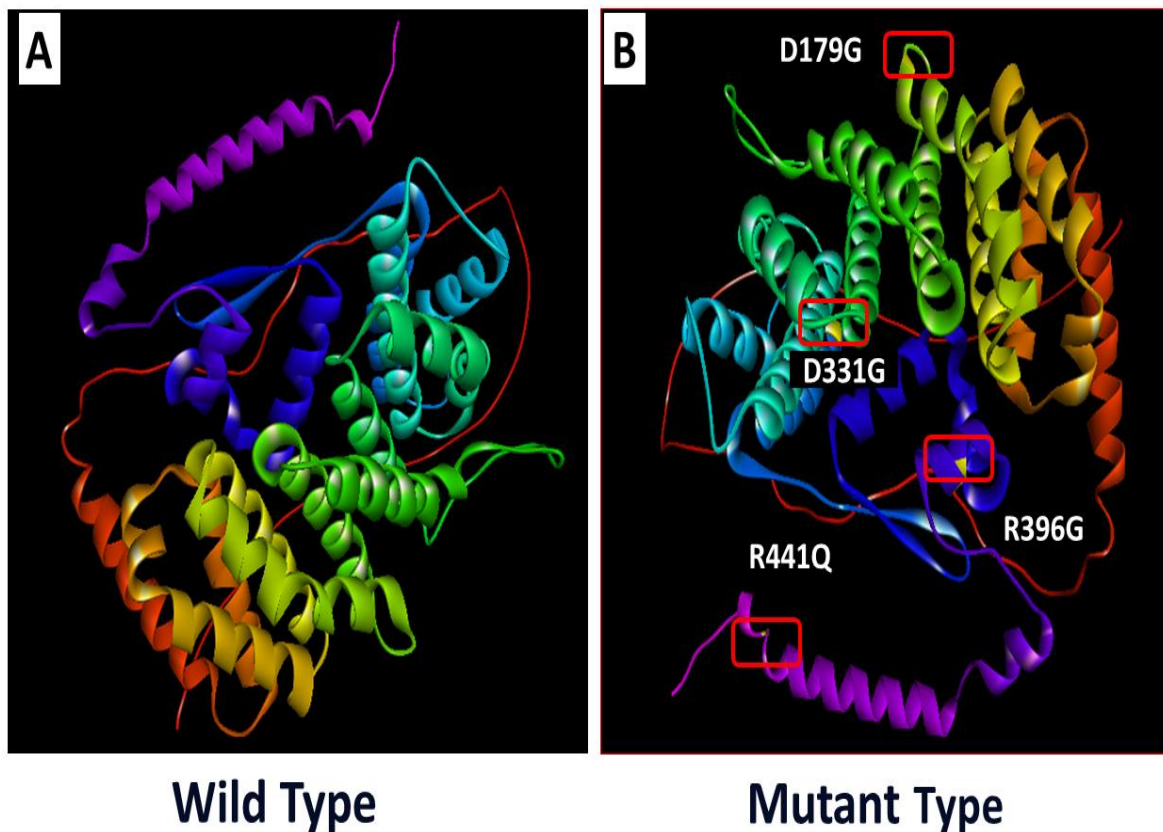 A
B
D179G
D331G
R396G
R441Q
Wild Type
Mutant Type